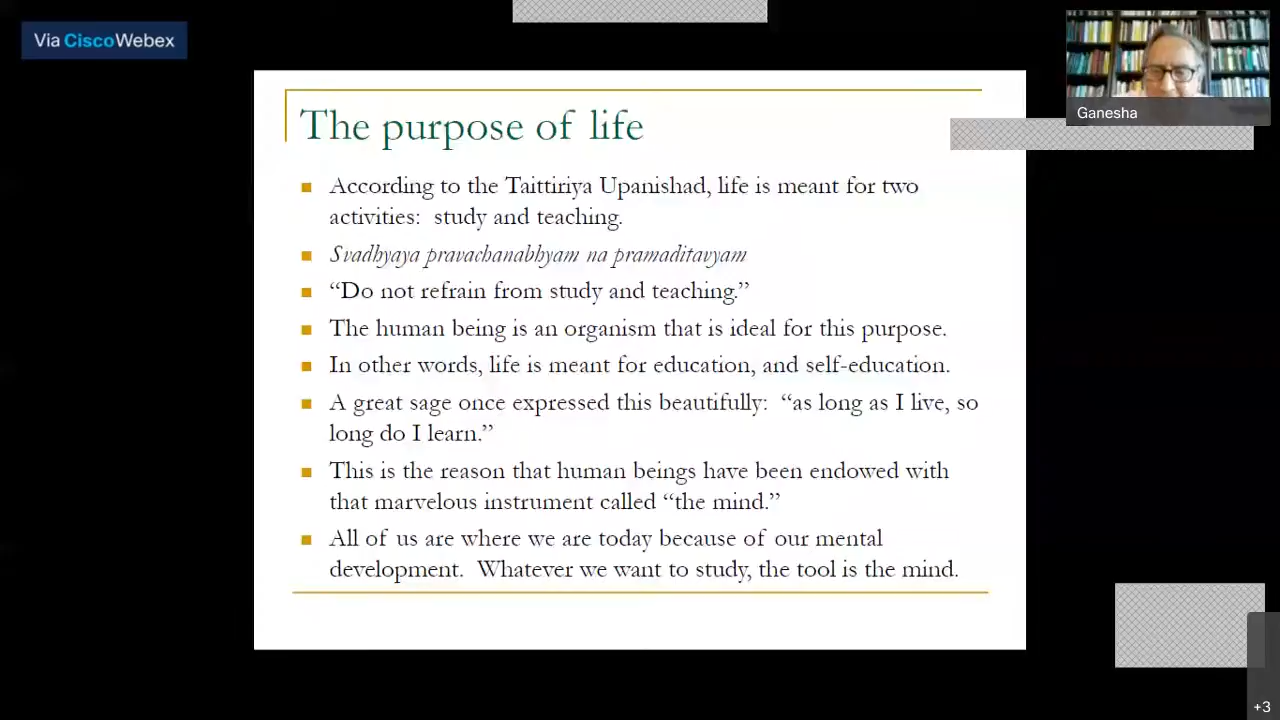 Via Cisco Webex
Ganesha
The purpose of life
According to the Taittiriya Upanishad, life is meant for two
activities: study and teaching.
Svadhyaya pravachanabhyam na pramaditavyam
“Do not refrain from study and teaching.”
The human being is an organism that is ideal for this purpose.
In other words, life is meant for education, and self-education.
A great sage once expressed this beautifully: “as long as I live, so
long do I learn.”
This is the reason that human beings have been endowed with
that marvelous instrument called “the mind.”
All of us are where we are today because of our mental
development. Whatever we want to study, the tool is the mind.
+3